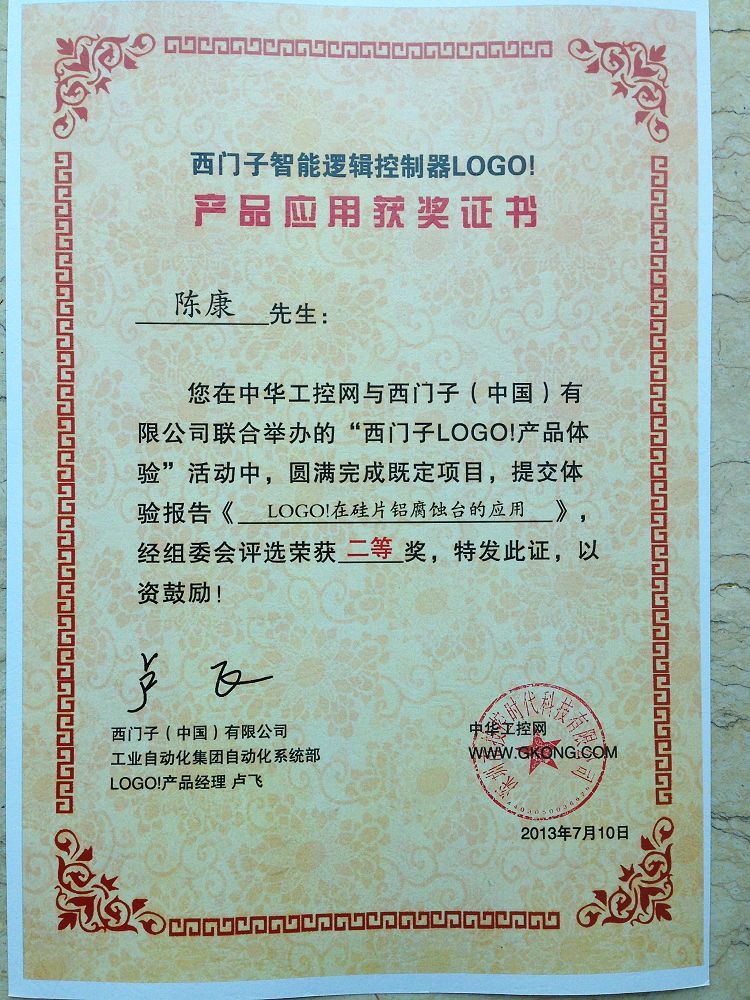 西门子智能逻辑控制器LOGO!
产品应用获奖证书
陈康 先生：
您在中华工控网与西门子（中国）有
限公司联合举办的“西门子LOGO!产品体
验”活动中，圆满完成既定项目，提交体
验报告《 LOGO!在硅片铝腐蚀台的应用 》，
经组委会评选荣获 二等 奖，特发此证，以
资鼓励！
卢飞
西门子（中国）有限公司
工业自动化集团自动化系统部
LOGO!产品经理 卢飞
中华工控网
WWW.GKONG.COM
2013年7月10日